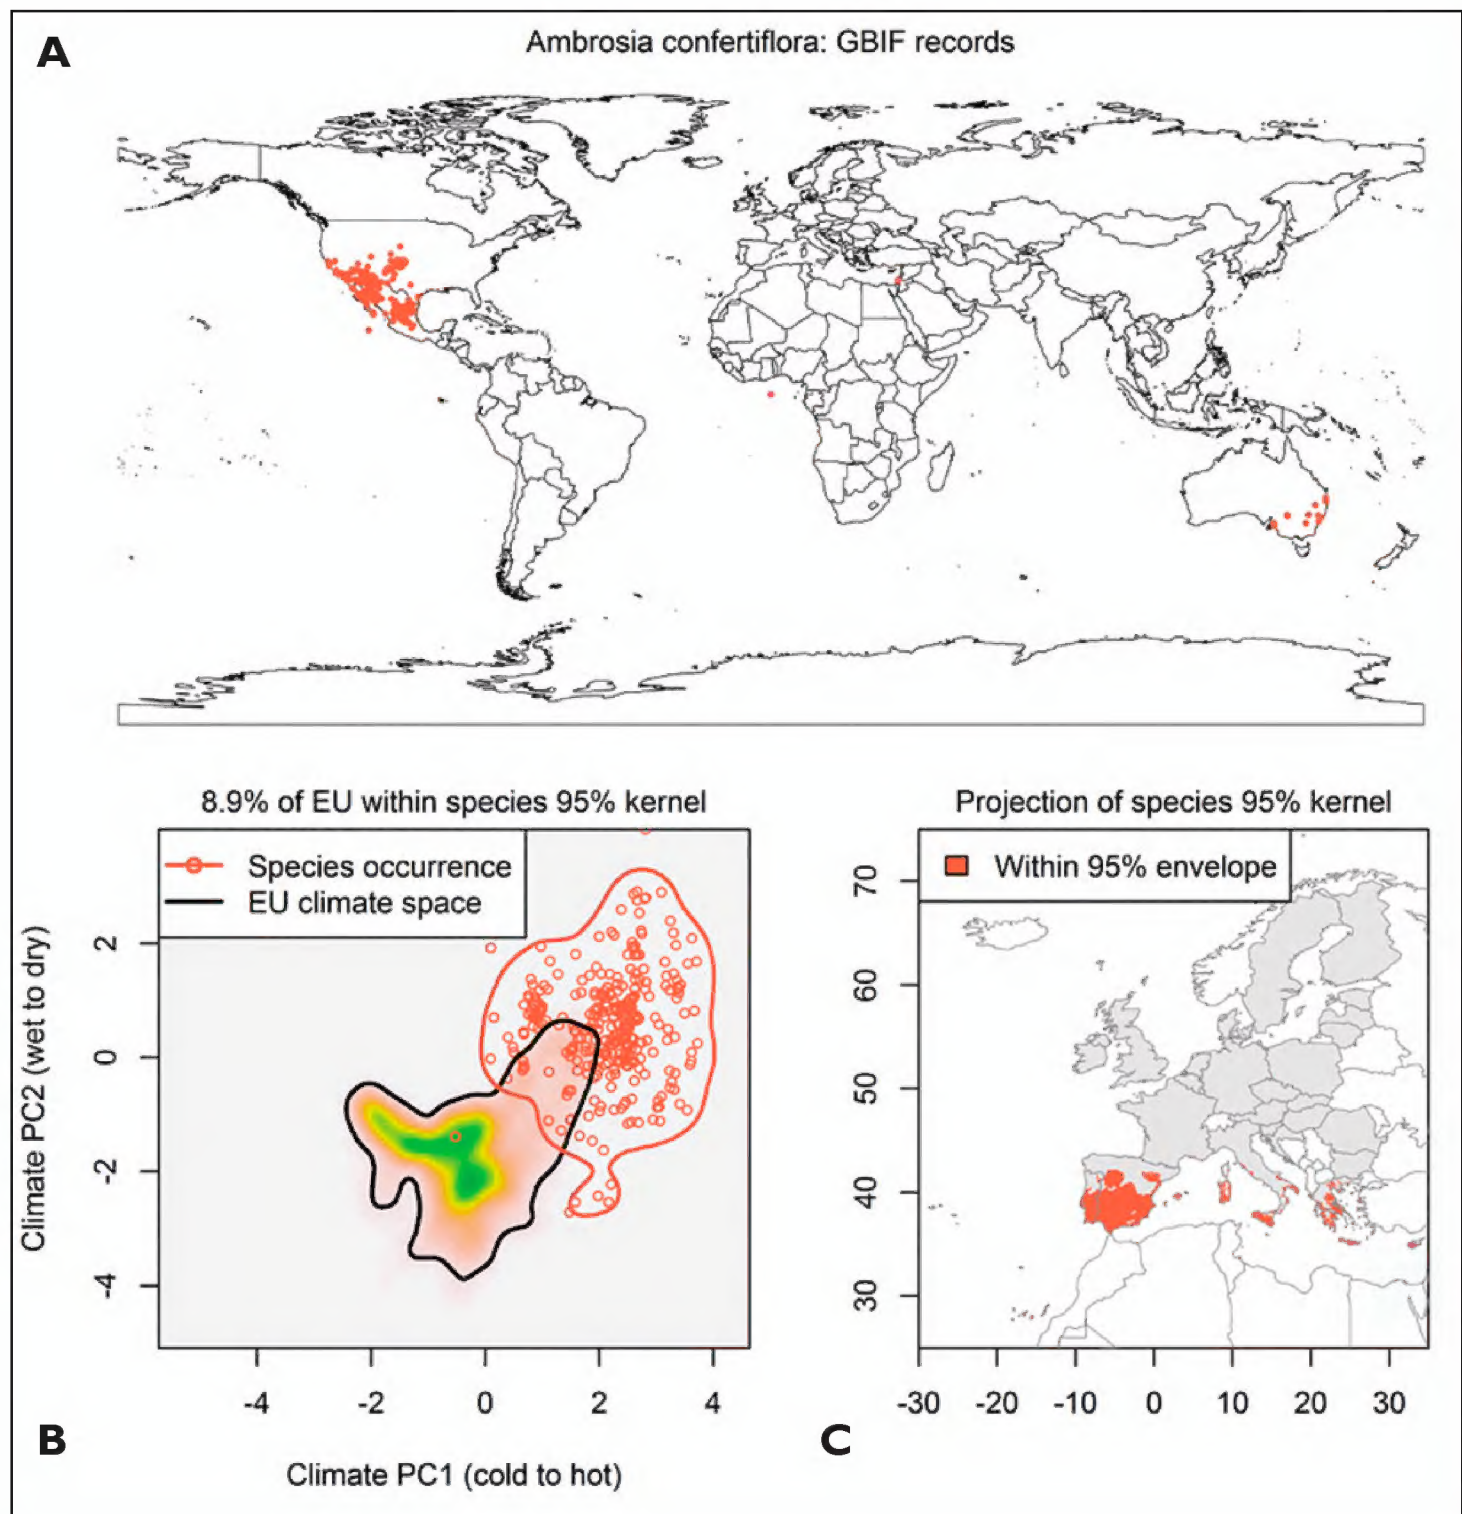 A
Ambrosia confertiflora: GBIF records
8.9% of EU within species 95% kernel
Species occurrence
EU climate space
Climate PC2 (wet to dry)
2
0
-2
-4
-4 -2 0 2 4
B
Climate PC1 (cold to hot)
Projection of species 95% kernel
Within 95% envelope
70
60
50
40
30
-30 -20 -10 0 10 20 30
C